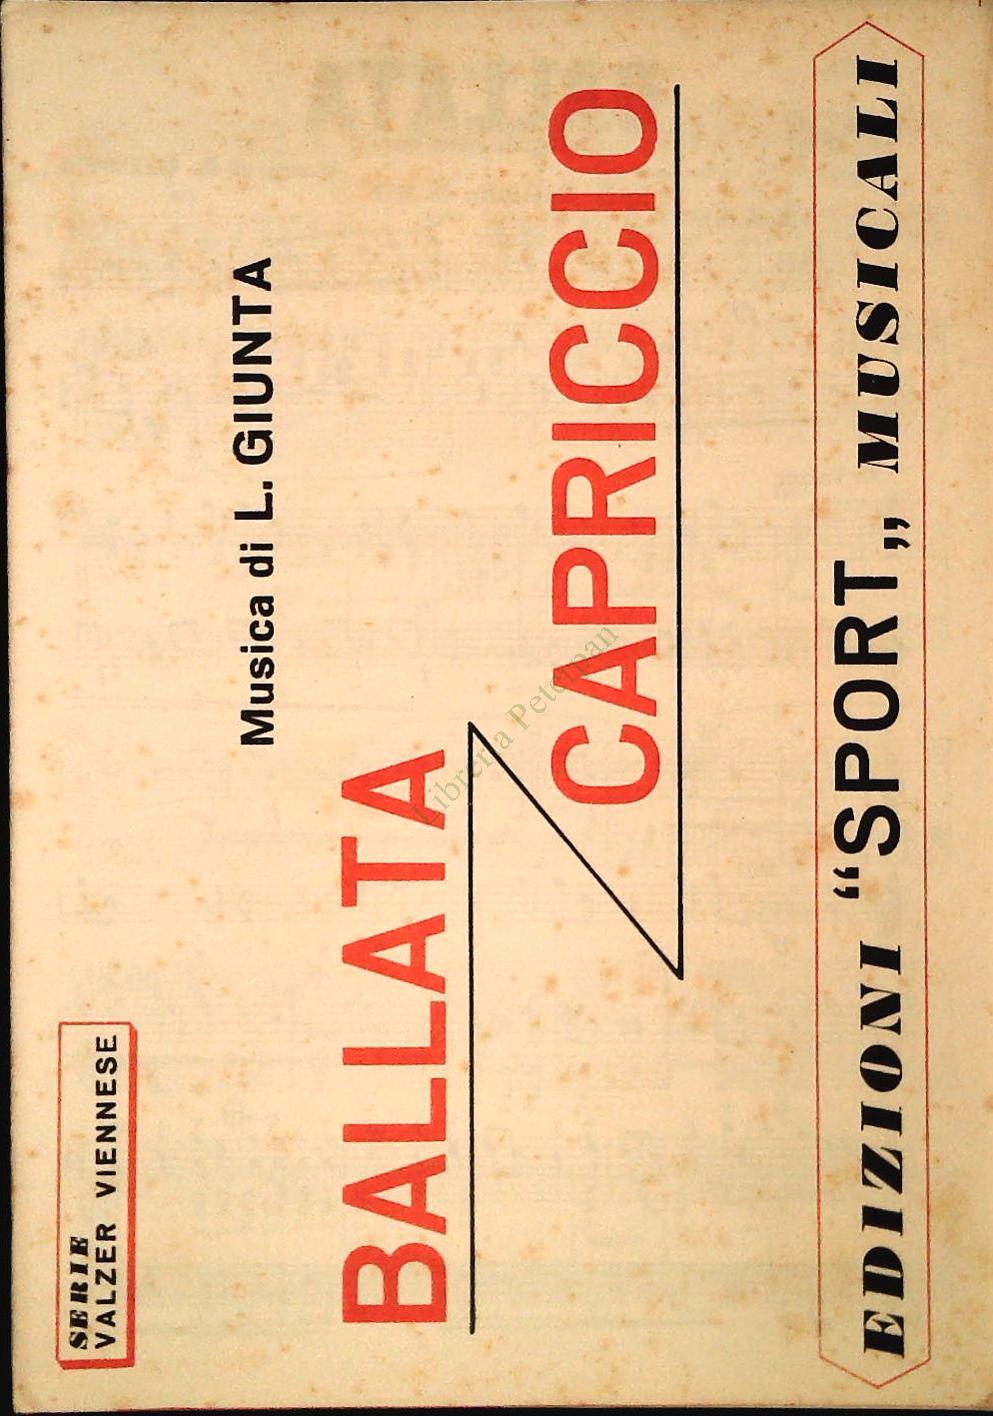 SERIE
VALZER VIENNESE
Musica di L. GIUNTA
BALLATA
CAPRICCIO
EDIZIONI “SPORT„ MUSICALI
Libreria Peterpan